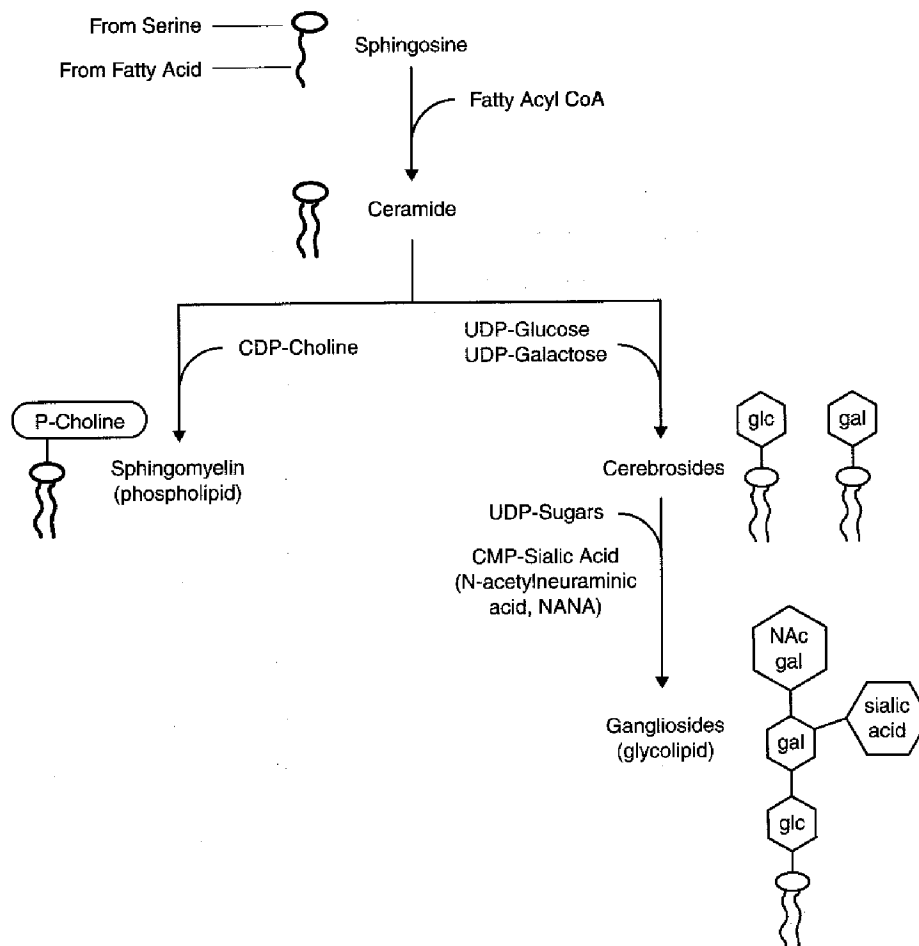 From Serine
From Fatty Acid
Sphingosine
Fatty Acyl CoA
Ceramide
CDP-Choline
UDP-Glucose
UDP-Galactose
P-Choline
Sphingomyelin
(phospholipid)
Cerebrosides
glc
gal
UDP-Sugars
CMP-Sialic Acid
(N-acetylneuraminic
acid, NANA)
Gangliosides
(glycolipid)
NAc
gal
sialic
acid
gal
glc